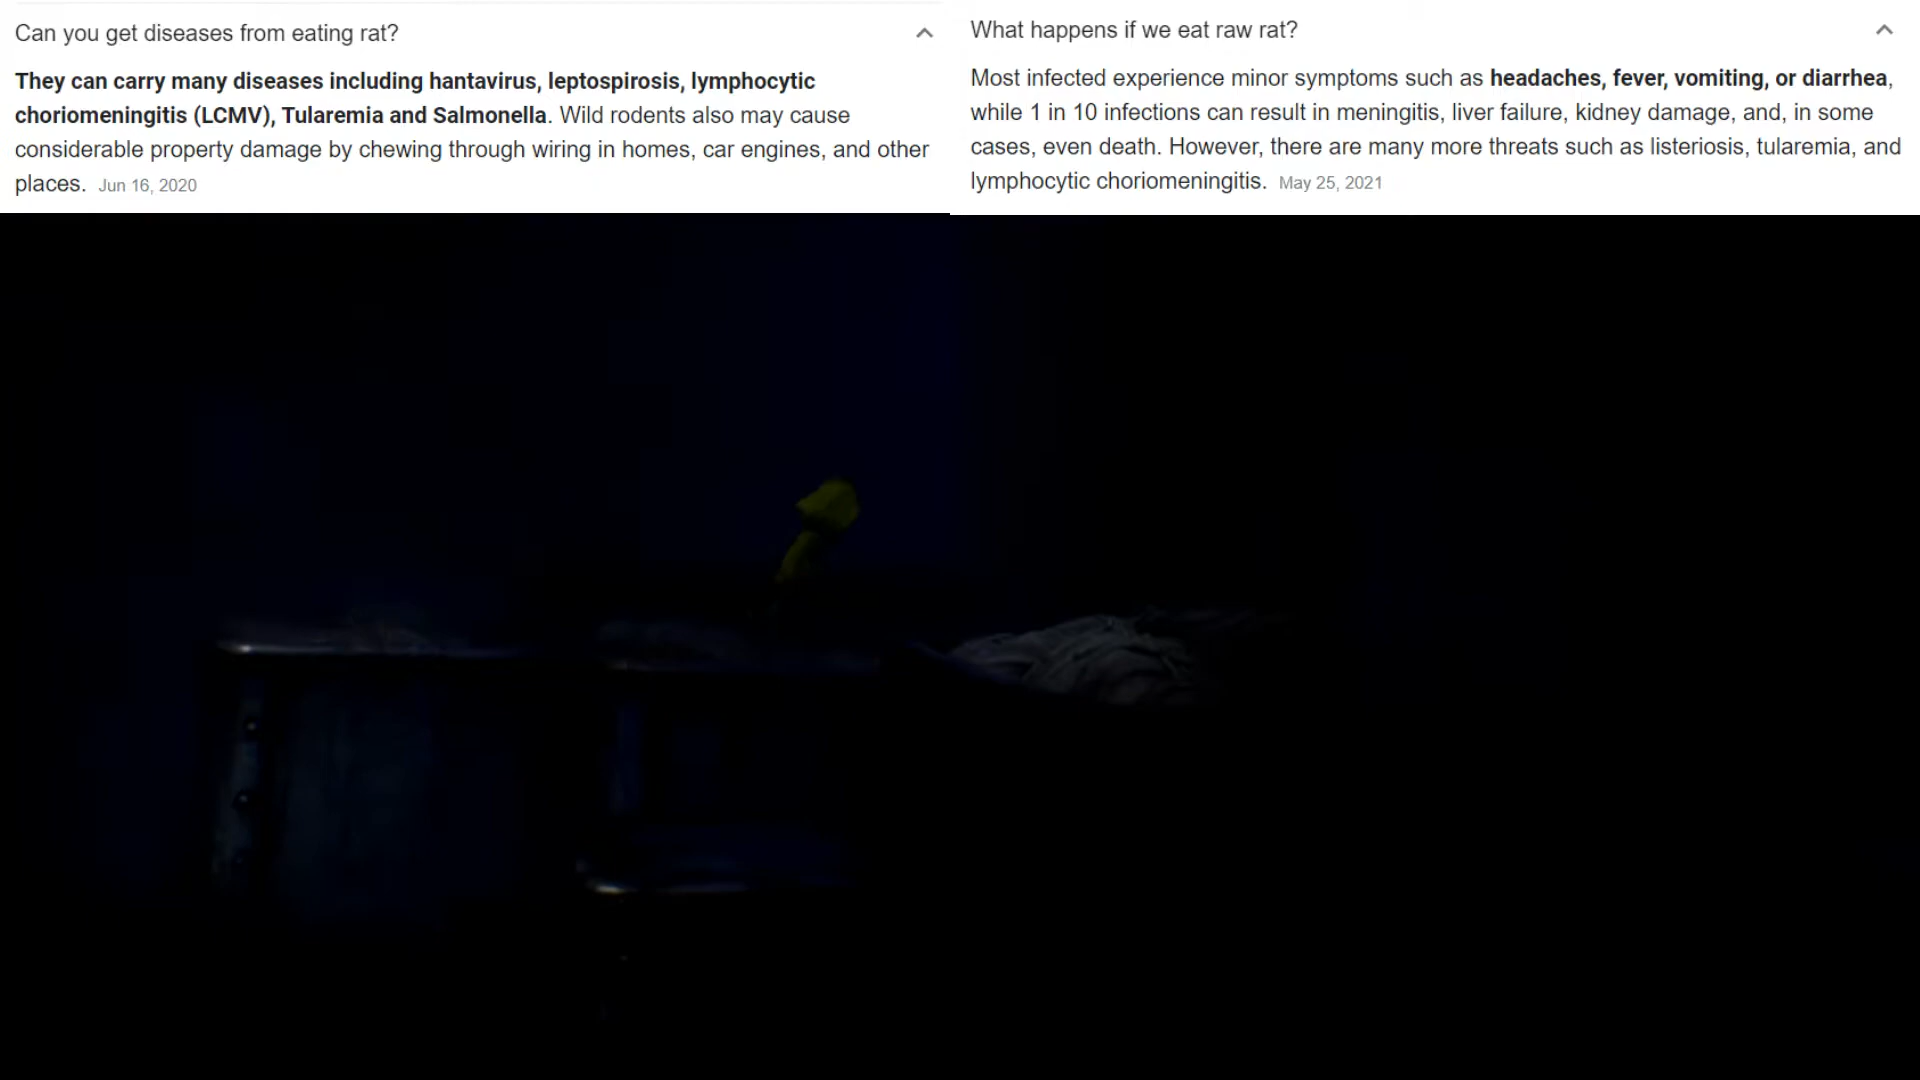 Can you get diseases from eating rat?
They can carry many diseases including hantavirus, leptospirosis, lymphocytic
choriomeningitis (LCMV), Tularemia and Salmonella. Wild rodents also may cause
considerable property damage by chewing through wiring in homes, car engines, and other
places. Jun 16, 2020
What happens if we eat raw rat?
Most infected experience minor symptoms such as headaches, fever, vomiting, or diarrhea,
while 1 in 10 infections can result in meningitis, liver failure, kidney damage, and, in some
cases, even death. However, there are many more threats such as listeriosis, tularemia, and
lymphocytic choriomeningitis. May 25, 2021